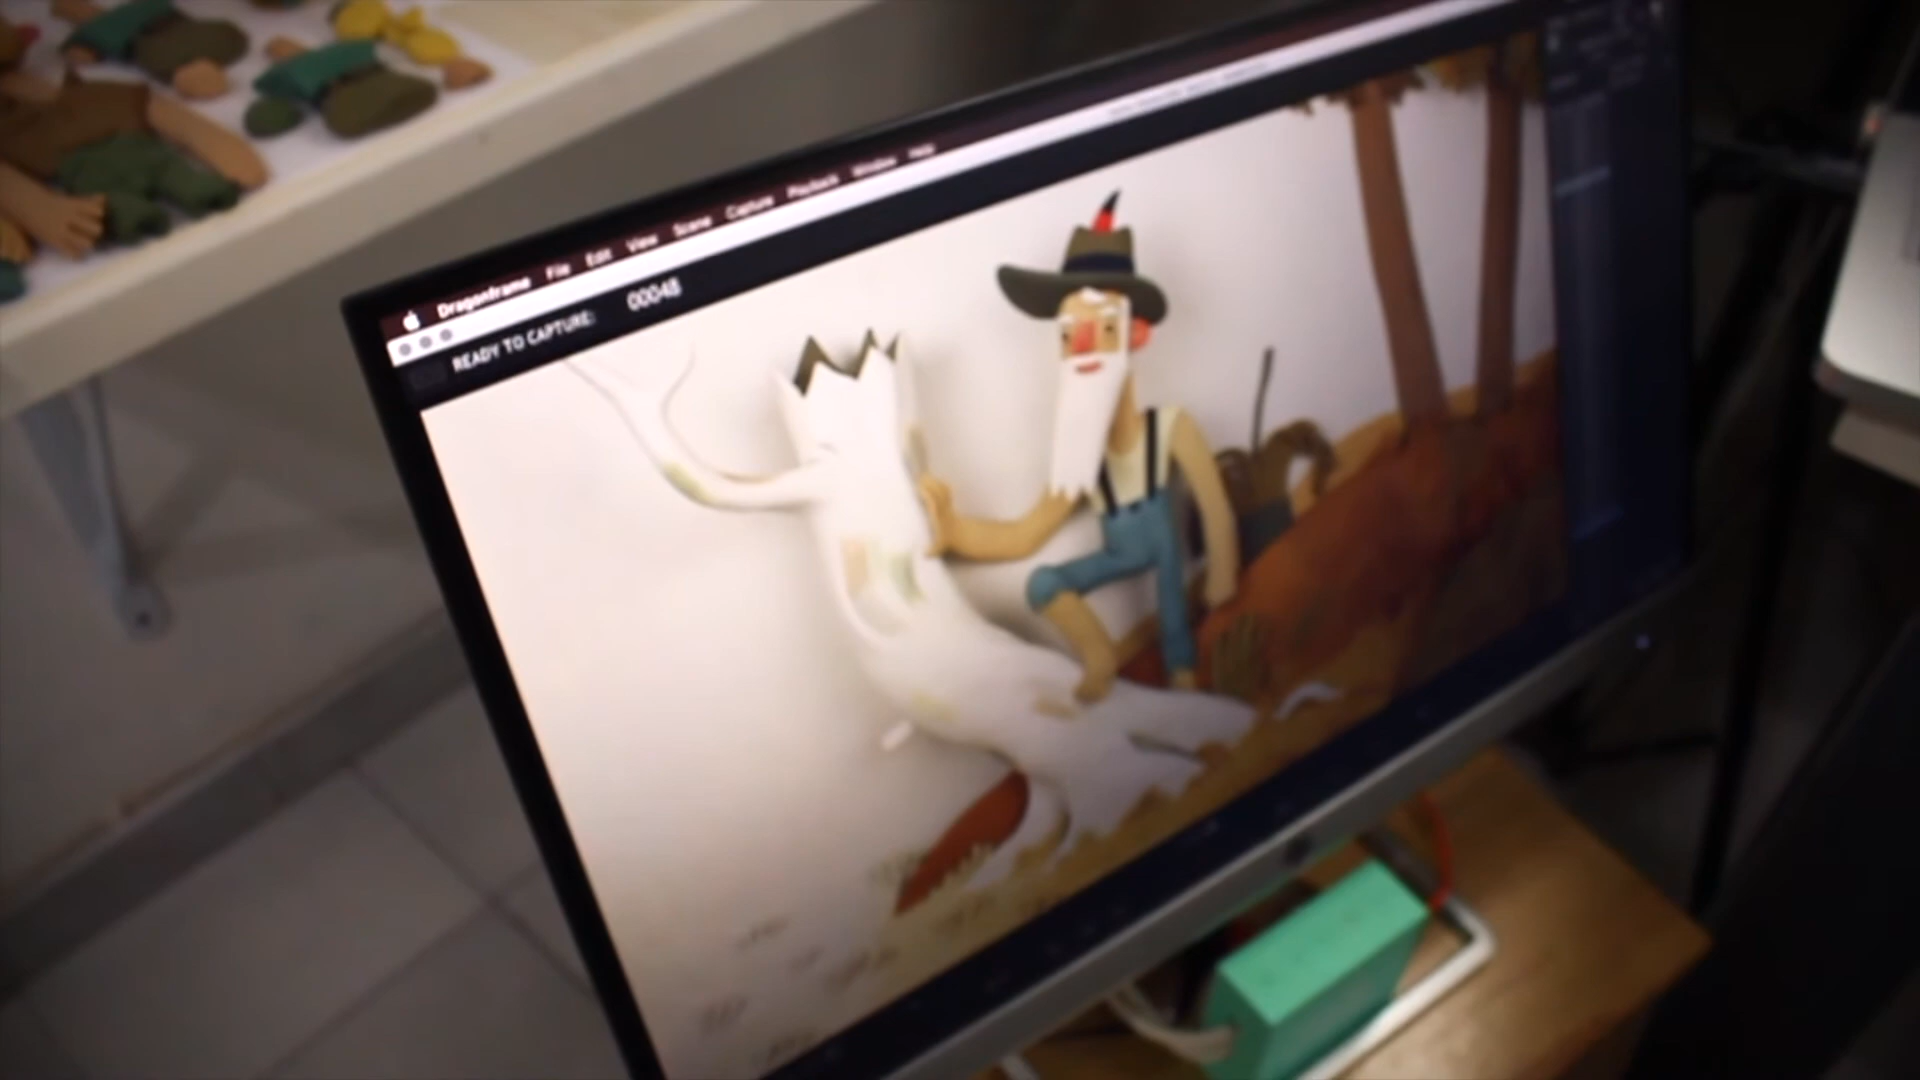 Dragonframe File Edit View Scene Capture Playback Window Help
READY TO CAPTURE: 00048